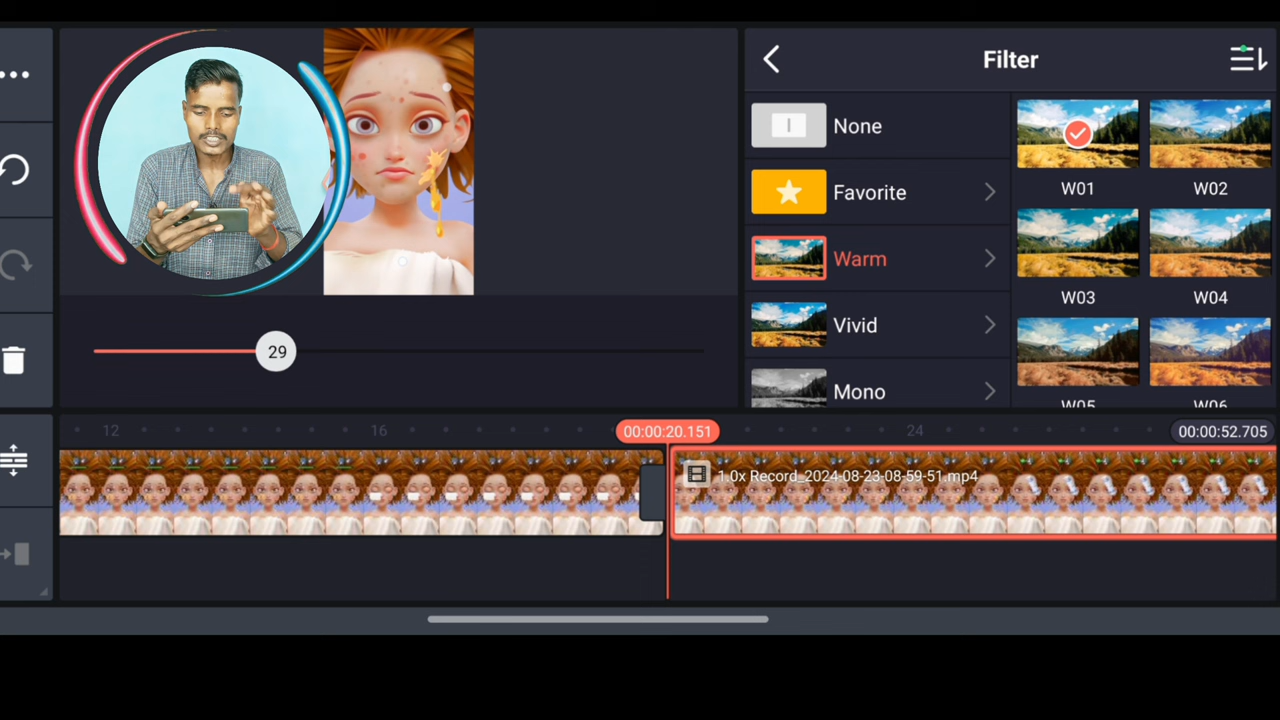 Filter
None
Favorite
Warm
Vivid
Mono
W01
W02
W03
W04
W05
W06
29
12
16
00:00:20.151
24
00:00:52.705
1.0x Record_2024-08-23-08-59-51.mp4